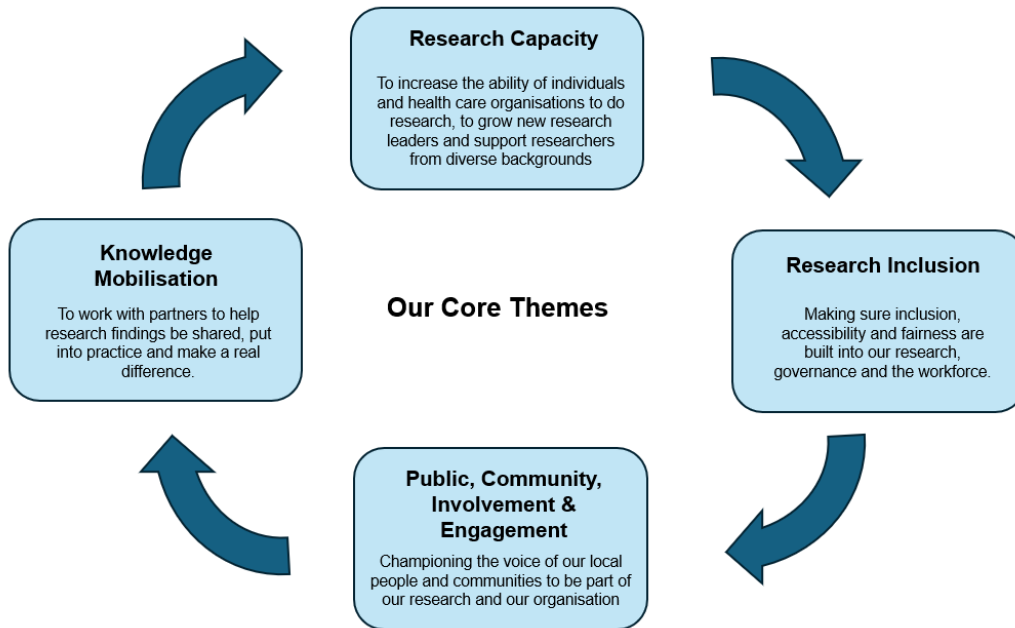 Research Capacity
To increase the ability of individuals
and health care organisations to do
research, to grow new research
leaders and support researchers
from diverse backgrounds
Knowledge
Mobilisation
To work with partners to help
research findings be shared, put
into practice and make a real
difference.
Our Core Themes
Research Inclusion
Making sure inclusion,
accessibility and fairness are
built into our research,
governance and the workforce.
Public, Community,
Involvement &
Engagement
Championing the voice of our local
people and communities to be part of
our research and our organisation